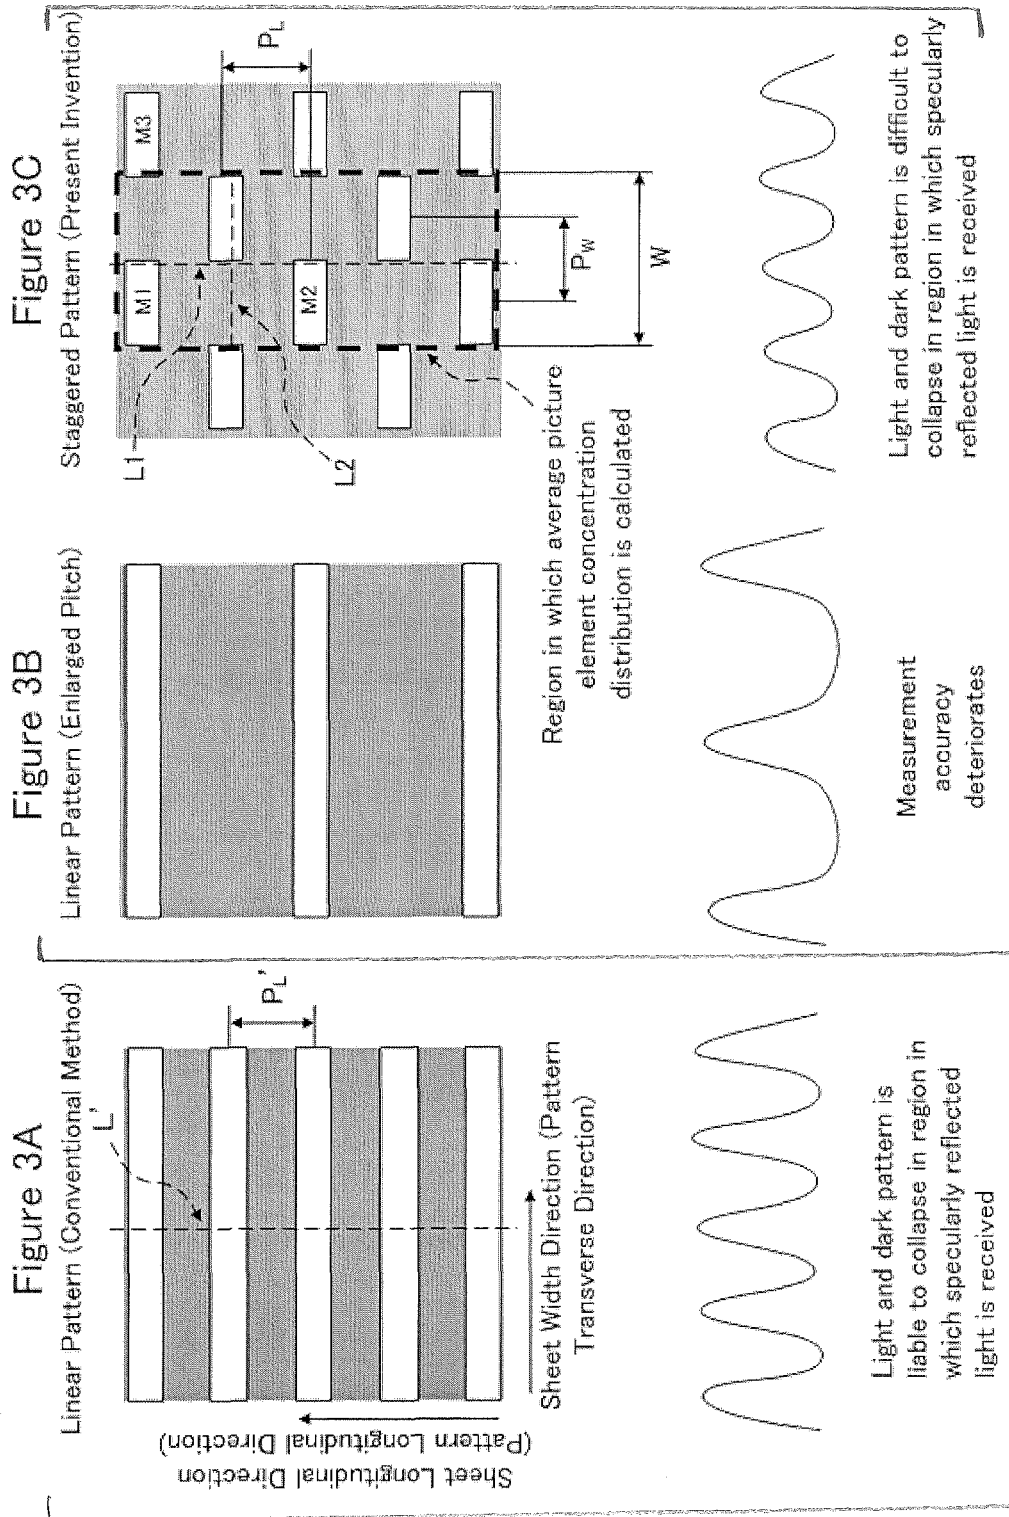 Figure 3A
Linear Pattern (Conventional Method)
L'
P_L'
Sheet Longitudinal Direction
(Pattern Longitudinal Direction)
Sheet Width Direction (Pattern
Transverse Direction)
Light and dark pattern is
liable to collapse in region in
which specularly reflected
light is received
Figure 3B
Linear Pattern (Enlarged Pitch)
Measurement
accuracy
deteriorates
Figure 3C
Staggered Pattern (Present Invention)
L1
L2
M1
M2
M3
P_L
P_W
W
Region in which average picture
element concentration
distribution is calculated
Light and dark pattern is difficult to
collapse in region in which specularly
reflected light is received